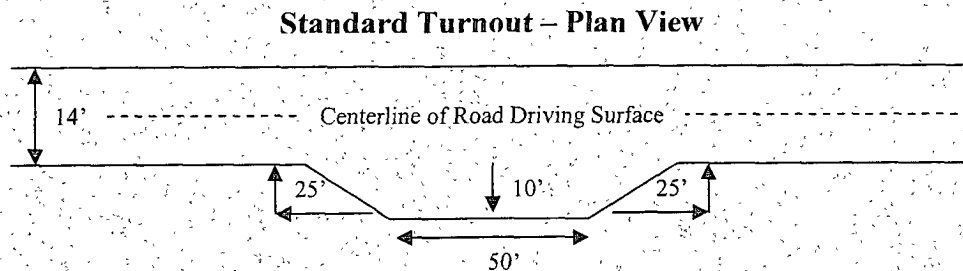 Standard Turnout – Plan View
14’
Centerline of Road Driving Surface
25’ 10’ 25’
50’